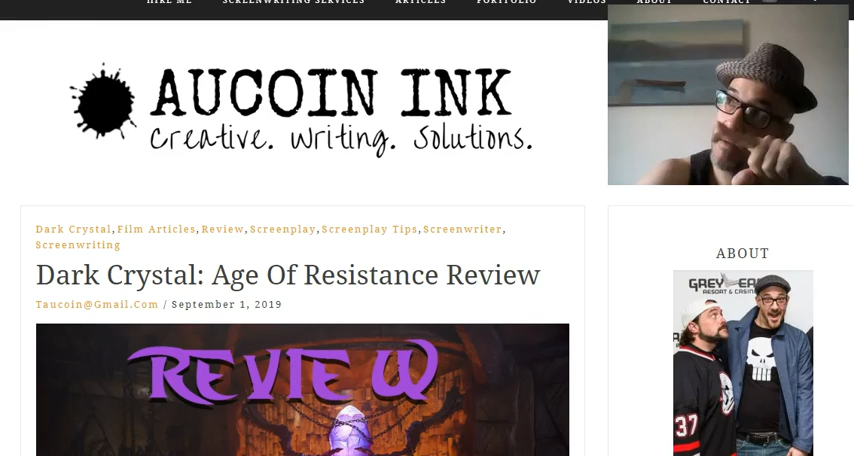 HIRE ME SCREENWRITING SERVICES ARTICLES PORTFOLIO VIDEOS ABOUT CONTACT
AUCOIN INK
Creative. Writing. Solutions.
Dark Crystal, Film Articles, Review, Screenplay, Screenplay Tips, Screenwriter,
Screenwriting
Dark Crystal: Age Of Resistance Review
Taucoin@Gmail.Com / September 1, 2019
REVIEW
ABOUT
GREY EA
RESORT & CASIN
37